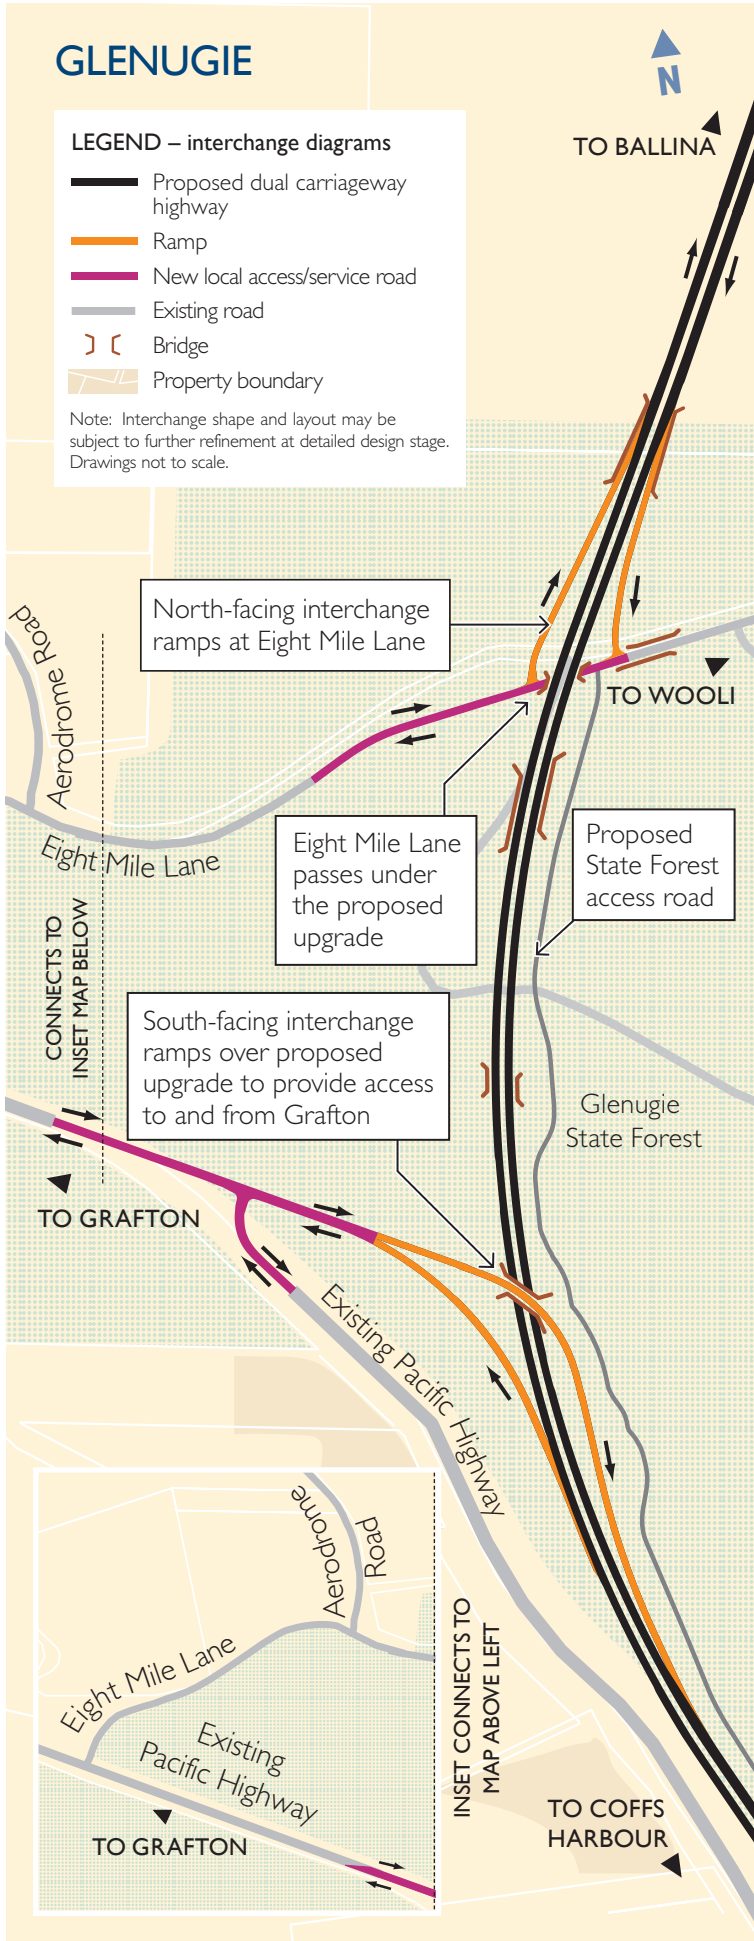 GLENUGIE
N
TO BALLINA
LEGEND – interchange diagrams
Proposed dual carriageway
highway
Ramp
New local access/service road
Existing road
Bridge
Property boundary
Note: Interchange shape and layout may be
subject to further refinement at detailed design stage.
Drawings not to scale.
North-facing interchange
ramps at Eight Mile Lane
Aerodrome Road
TO WOOLI
Eight Mile Lane
Eight Mile Lane
passes under
the proposed
upgrade
Proposed
State Forest
access road
CONNECTS TO
INSET MAP BELOW
South-facing interchange
ramps over proposed
upgrade to provide access
to and from Grafton
Glenugie
State Forest
TO GRAFTON
Existing Pacific Highway
Aerodrome
Road
Eight Mile Lane
Existing
Pacific Highway
TO GRAFTON
INSET CONNECTS TO
MAP ABOVE LEFT
TO COFFS
HARBOUR